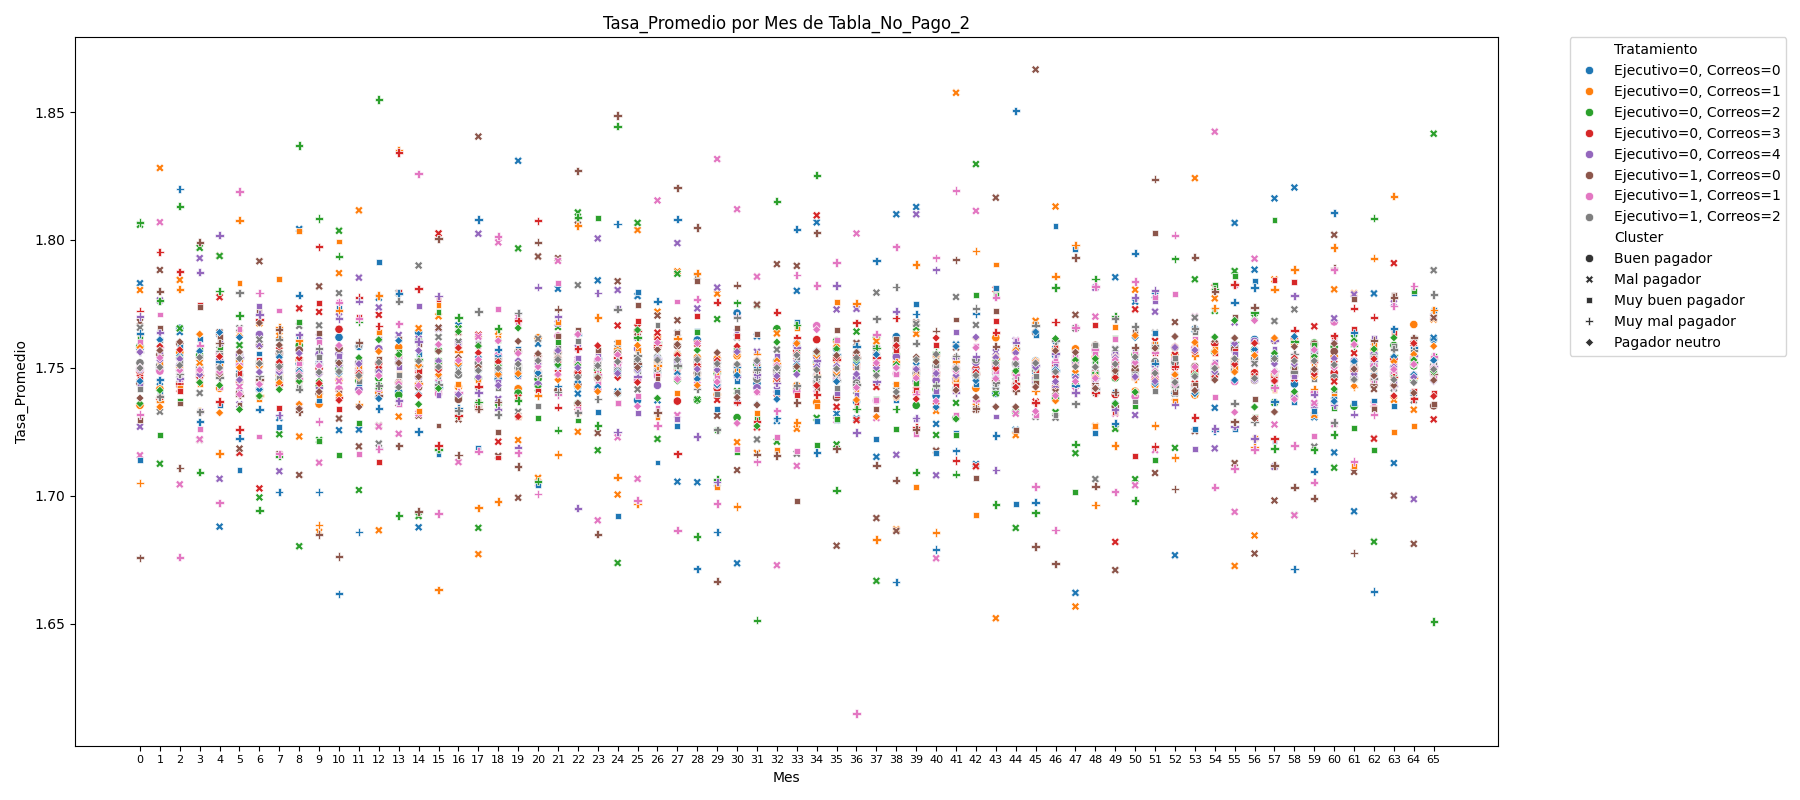 Tasa_Promedio por Mes de Tabla_No_Pago_2
Tasa_Promedio
1.85
1.80
1.75
1.70
1.65
0 1 2 3 4 5 6 7 8 9 10 11 12 13 14 15 16 17 18 19 20 21 22 23 24 25 26 27 28 29 30 31 32 33 34 35 36 37 38 39 40 41 42 43 44 45 46 47 48 49 50 51 52 53 54 55 56 57 58 59 60 61 62 63 64 65
Mes
Tratamiento
Ejecutivo=0, Correos=0
Ejecutivo=0, Correos=1
Ejecutivo=0, Correos=2
Ejecutivo=0, Correos=3
Ejecutivo=0, Correos=4
Ejecutivo=1, Correos=0
Ejecutivo=1, Correos=1
Ejecutivo=1, Correos=2
Cluster
Buen pagador
Mal pagador
Muy buen pagador
Muy mal pagador
Pagador neutro